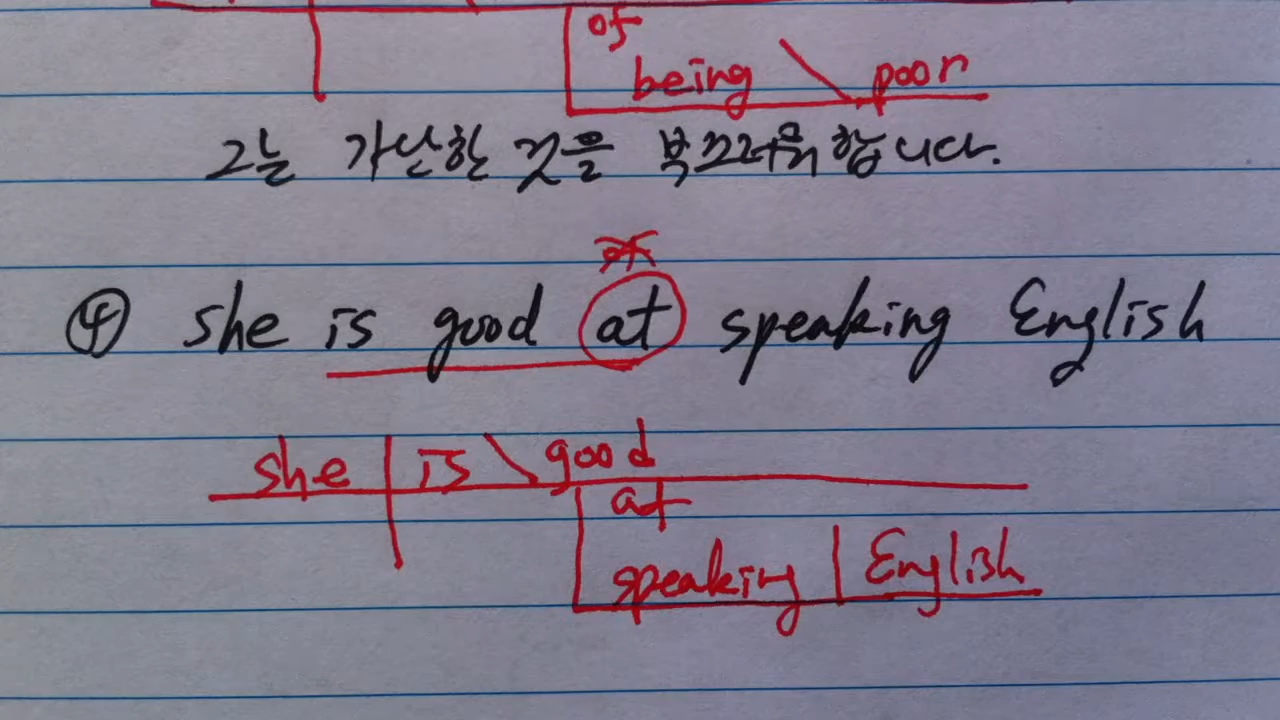 of
being \ poor
그는 가난한 것을 부끄러워 합니다.
④ She is good at speaking English
she | is \ good
at
speaking | English